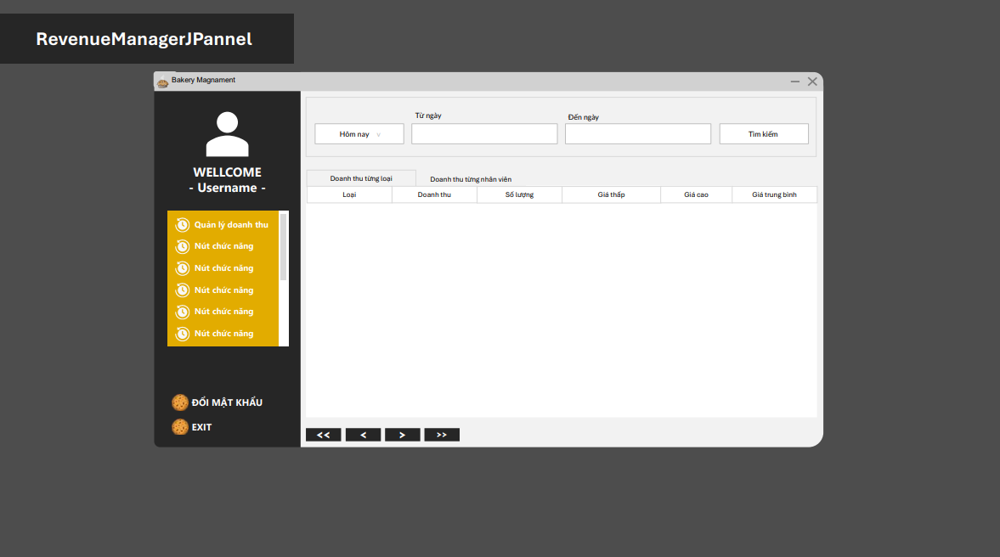 RevenueManagerJPannel
Bakery Magnament
WELLCOME
- Username -
Quản lý doanh thu
Nút chức năng
Nút chức năng
Nút chức năng
Nút chức năng
Nút chức năng
ĐỔI MẬT KHẨU
EXIT
Từ ngày
Đến ngày
Hôm nay v
Tìm kiếm
Doanh thu từng loại
Doanh thu từng nhân viên
Loại Doanh thu Số lượng Giá thấp Giá cao Giá trung bình
<< < > >>